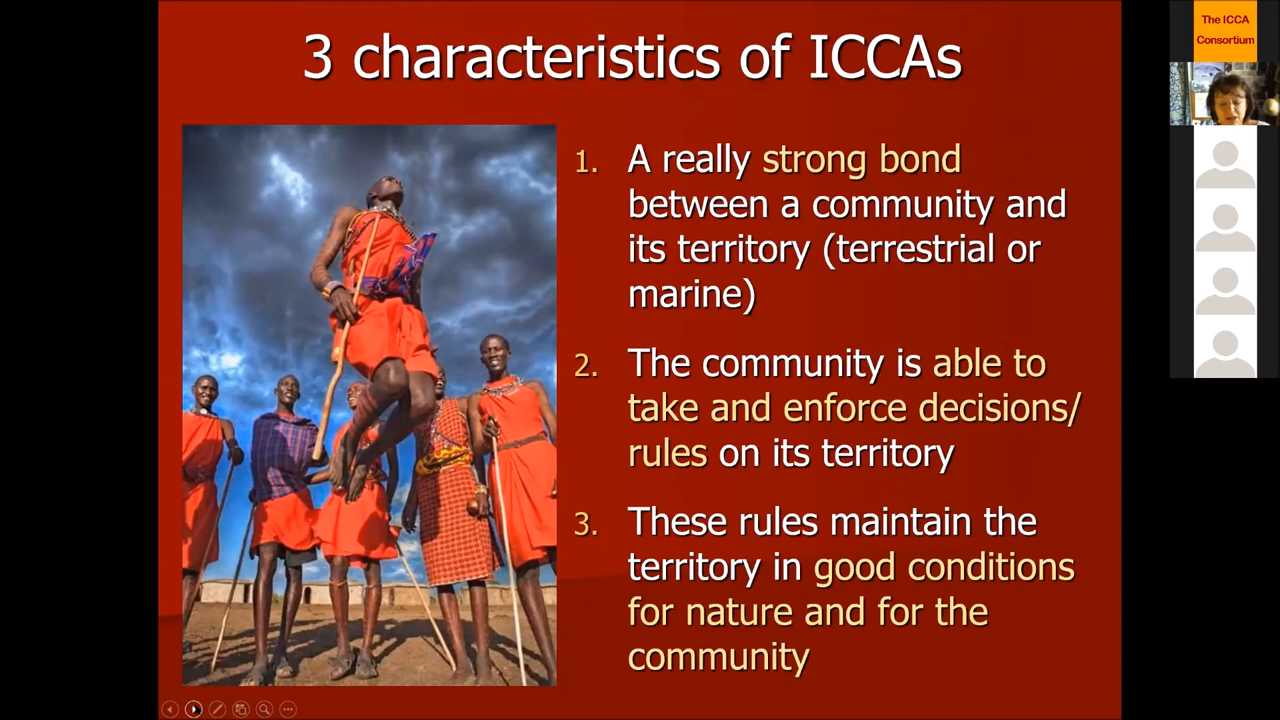 3 characteristics of ICCAs
1. A really strong bond
between a community and
its territory (terrestrial or
marine)
2. The community is able to
take and enforce decisions/
rules on its territory
3. These rules maintain the
territory in good conditions
for nature and for the
community
The ICCA
Consortium